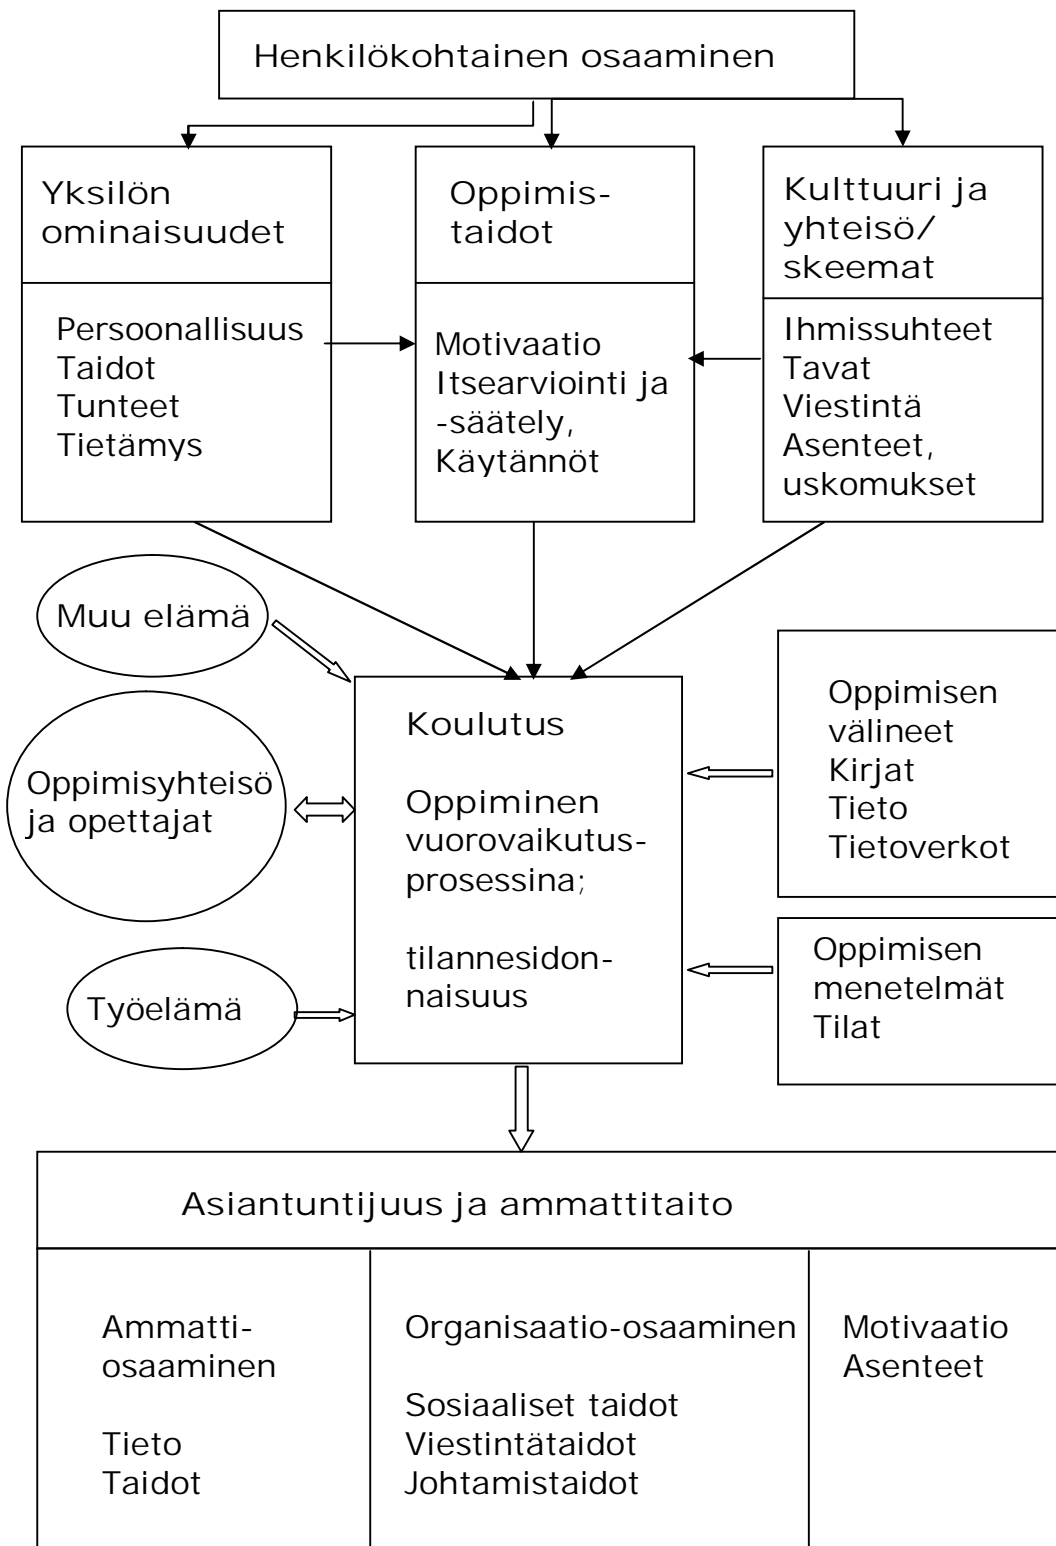 Henkilökohtainen osaaminen
Yksilön
ominaisuudet
Persoonallisuus
Taidot
Tunteet
Tietämys
Oppimis-
taidot
Motivaatio
Itsearviointi ja
-säätely,
Käytännöt
Kulttuuri ja
yhteisö/
skeemat
Ihmissuhteet
Tavat
Viestintä
Asenteet,
uskomukset
Muu elämä
Oppimisyhteisö
ja opettajat
Työelämä
Koulutus
Oppiminen
vuorovaikutus-
prosessina;
tilannesidon-
naisuus
Oppimisen
välineet
Kirjat
Tieto
Tietoverkot
Oppimisen
menetelmät
Tilat
Asiantuntijuus ja ammattitaito
Ammatti-
osaaminen
Tieto
Taidot
Organisaatio-osaaminen
Sosiaaliset taidot
Viestintätaidot
Johtamistaidot
Motivaatio
Asenteet